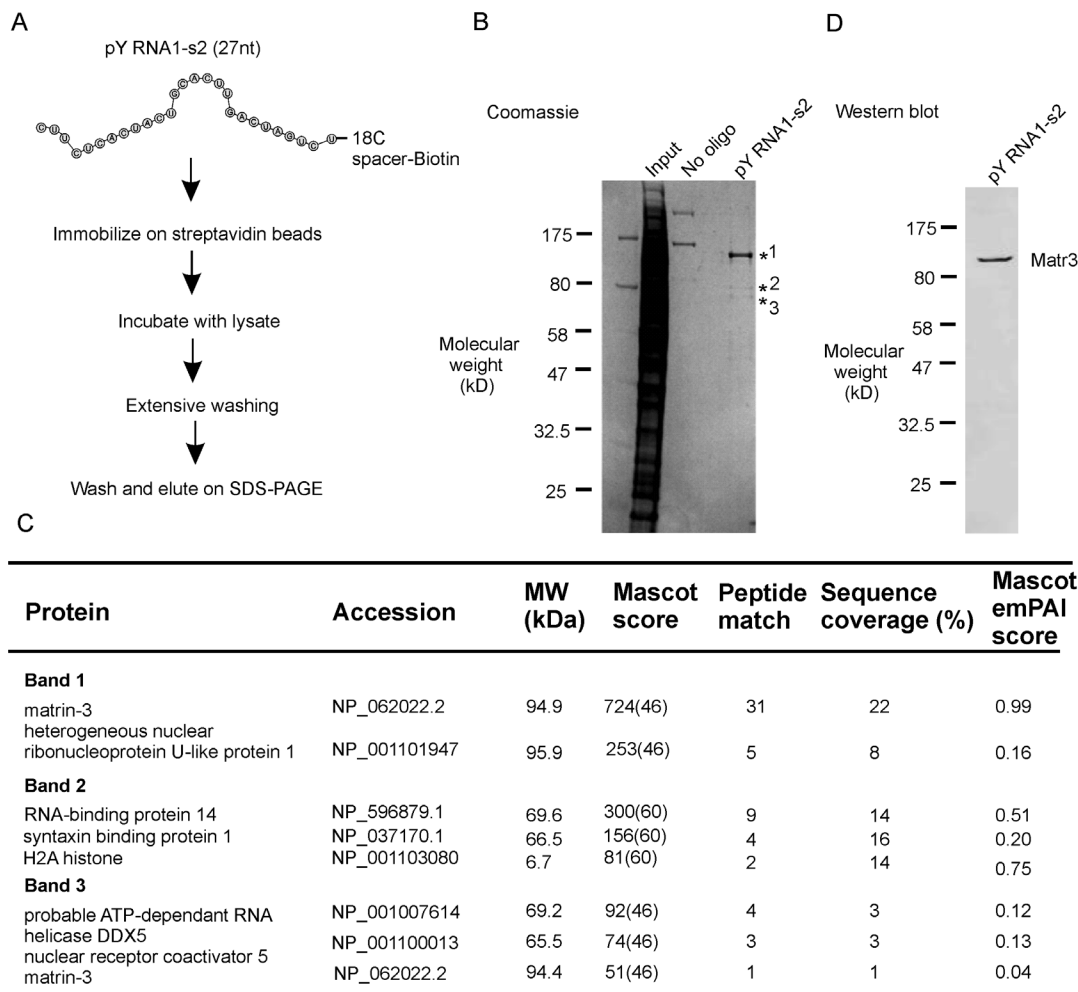 A
pY RNA1-s2 (27nt)
CUUCUCACUACUGCACUUGACUAGUCU
18C
spacer-Biotin
Immobilize on streptavidin beads
Incubate with lysate
Extensive washing
Wash and elute on SDS-PAGE
B
Coomassie
Input
No oligo
pY RNA1-s2
175
80
58
47
32.5
25
Molecular
weight
(kD)
*1
*2
*3
D
Western blot
pY RNA1-s2
175
80
58
47
32.5
25
Molecular
weight
(kD)
Matr3
C
Protein Accession MW (kDa) Mascot score Peptide match Sequence coverage (%) Mascot emPAI score
Band 1
matrin-3 NP_062022.2 94.9 724(46) 31 22 0.99
heterogeneous nuclear
ribonucleoprotein U-like protein 1 NP_001101947 95.9 253(46) 5 8 0.16
Band 2
RNA-binding protein 14 NP_596879.1 69.6 300(60) 9 14 0.51
syntaxin binding protein 1 NP_037170.1 66.5 156(60) 4 16 0.20
H2A histone NP_001103080 6.7 81(60) 2 14 0.75
Band 3
probable ATP-dependant RNA NP_001007614 69.2 92(46) 4 3 0.12
helicase DDX5
nuclear receptor coactivator 5 NP_001100013 65.5 74(46) 3 3 0.13
matrin-3 NP_062022.2 94.4 51(46) 1 1 0.04